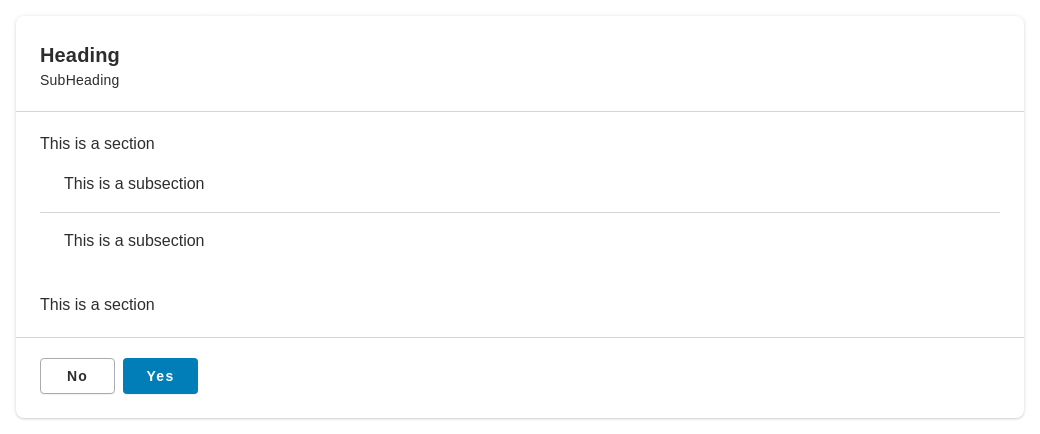 Heading
SubHeading
This is a section
This is a subsection
This is a subsection
This is a section
No
Yes